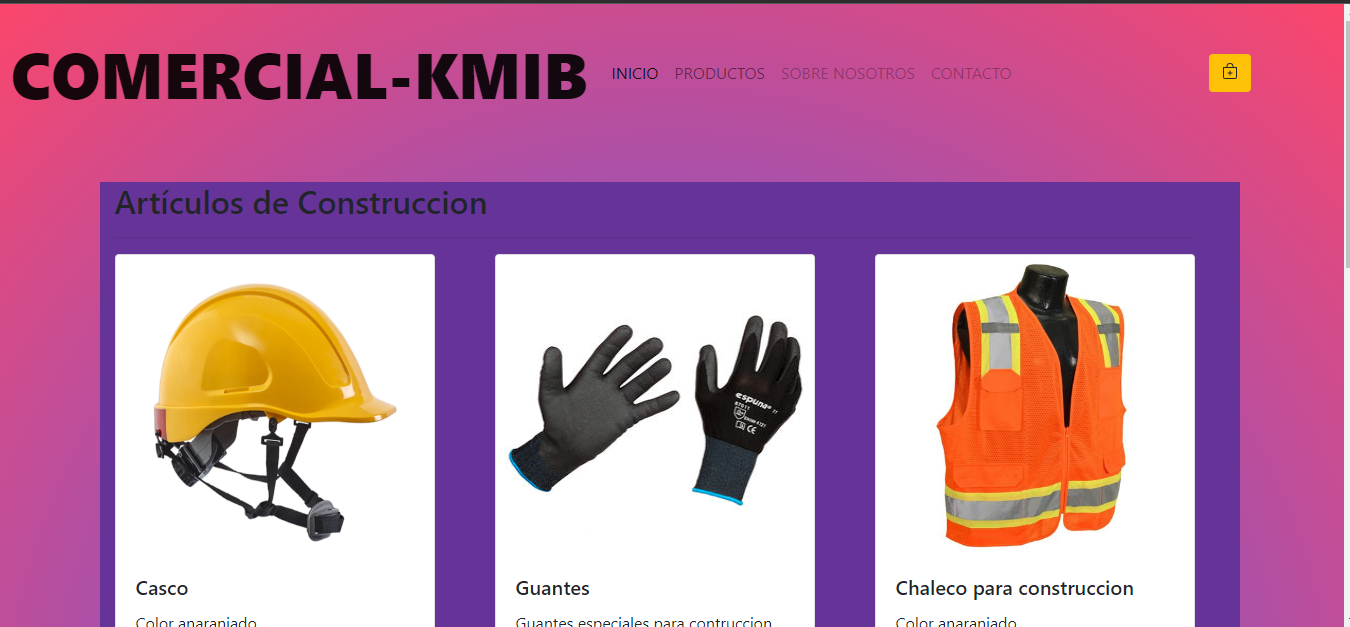 COMERCIAL-KMIB
INICIO PRODUCTOS SOBRE NOSOTROS CONTACTO
Artículos de Construccion
espuna® 11
Casco
Guantes
Chaleco para construccion
Color anaranjado
Guantes especiales para contruccion
Color anaranjado